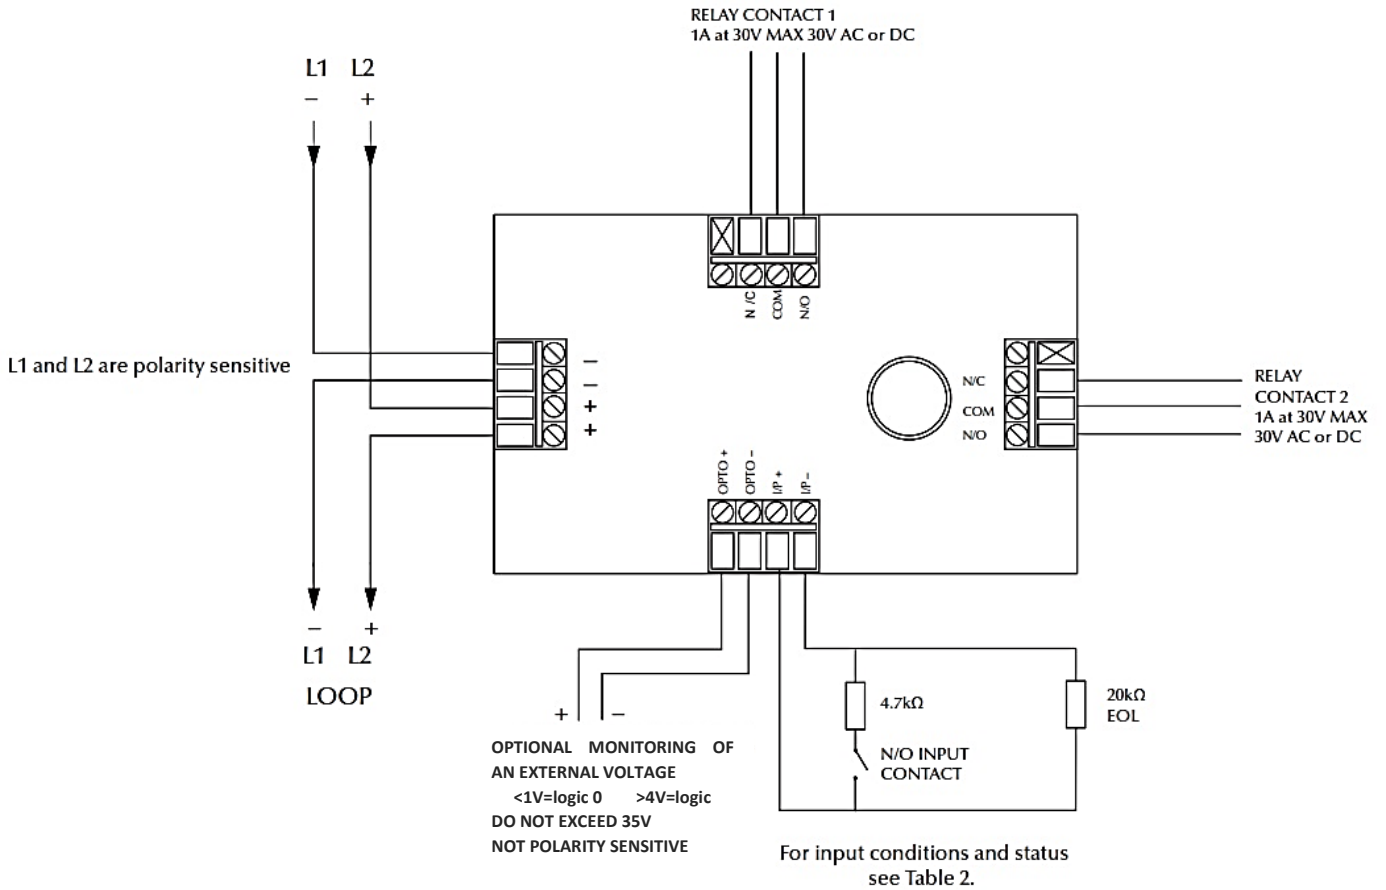 RELAY CONTACT 1
1A at 30V MAX 30V AC or DC
L1 L2
– +
N/C
COM
N/O
L1 and L2 are polarity sensitive
–
–
+
+
N/C
COM
N/O
RELAY
CONTACT 2
1A at 30V MAX
30V AC or DC
OPTO +
OPTO –
I/P +
I/P –
– +
L1 L2
LOOP
+ –
OPTIONAL MONITORING OF
AN EXTERNAL VOLTAGE
<1V=logic 0 >4V=logic
DO NOT EXCEED 35V
NOT POLARITY SENSITIVE
4.7kΩ
N/O INPUT
CONTACT
20kΩ
EOL
For input conditions and status
see Table 2.